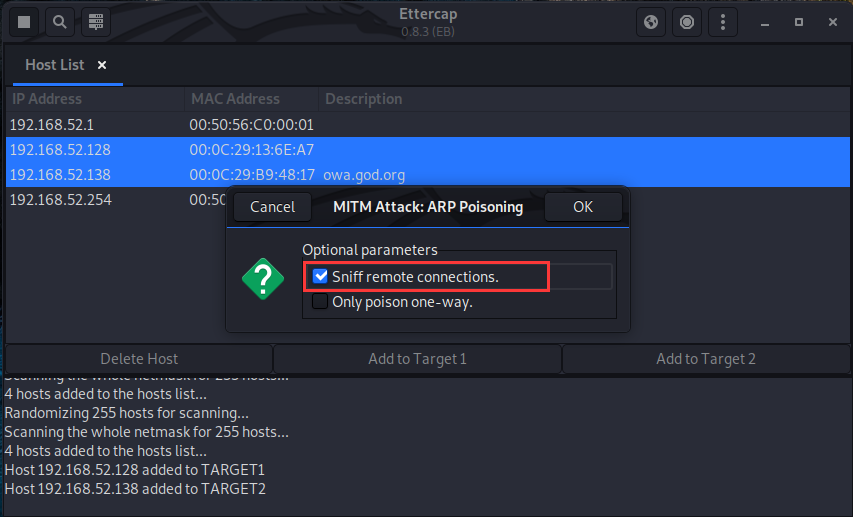 Ettercap
0.8.3 (EB)
Host List
IP Address MAC Address Description
192.168.52.1 00:50:56:C0:00:01
192.168.52.128 00:0C:29:13:6E:A7
192.168.52.138 00:0C:29:B9:48:17 owa.god.org
192.168.52.254 00:50
Cancel MITM Attack: ARP Poisoning OK
Optional parameters
Sniff remote connections.
Only poison one-way.
Delete Host Add to Target 1 Add to Target 2
Scanning the whole netmask for 255 hosts...
4 hosts added to the hosts list...
Randomizing 255 hosts for scanning...
Scanning the whole netmask for 255 hosts...
4 hosts added to the hosts list...
Host 192.168.52.128 added to TARGET1
Host 192.168.52.138 added to TARGET2